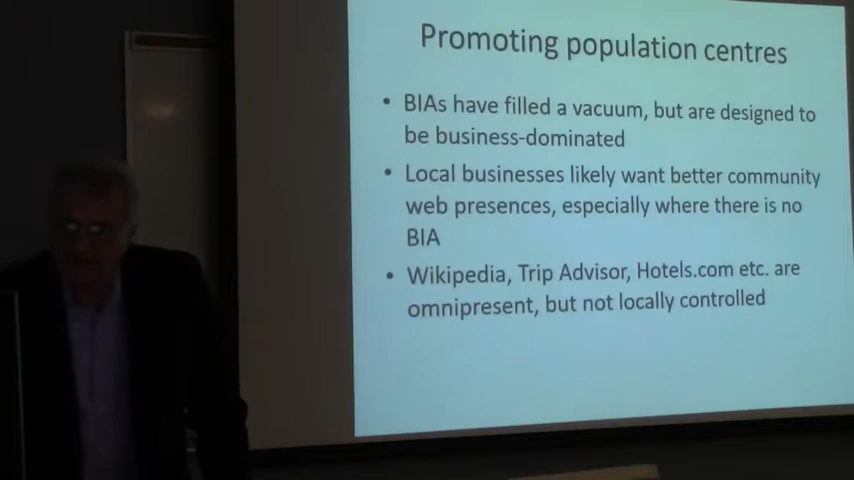 Promoting population centres
• BIAs have filled a vacuum, but are designed to
be business-dominated
• Local businesses likely want better community
web presences, especially where there is no
BIA
• Wikipedia, Trip Advisor, Hotels.com etc. are
omnipresent, but not locally controlled